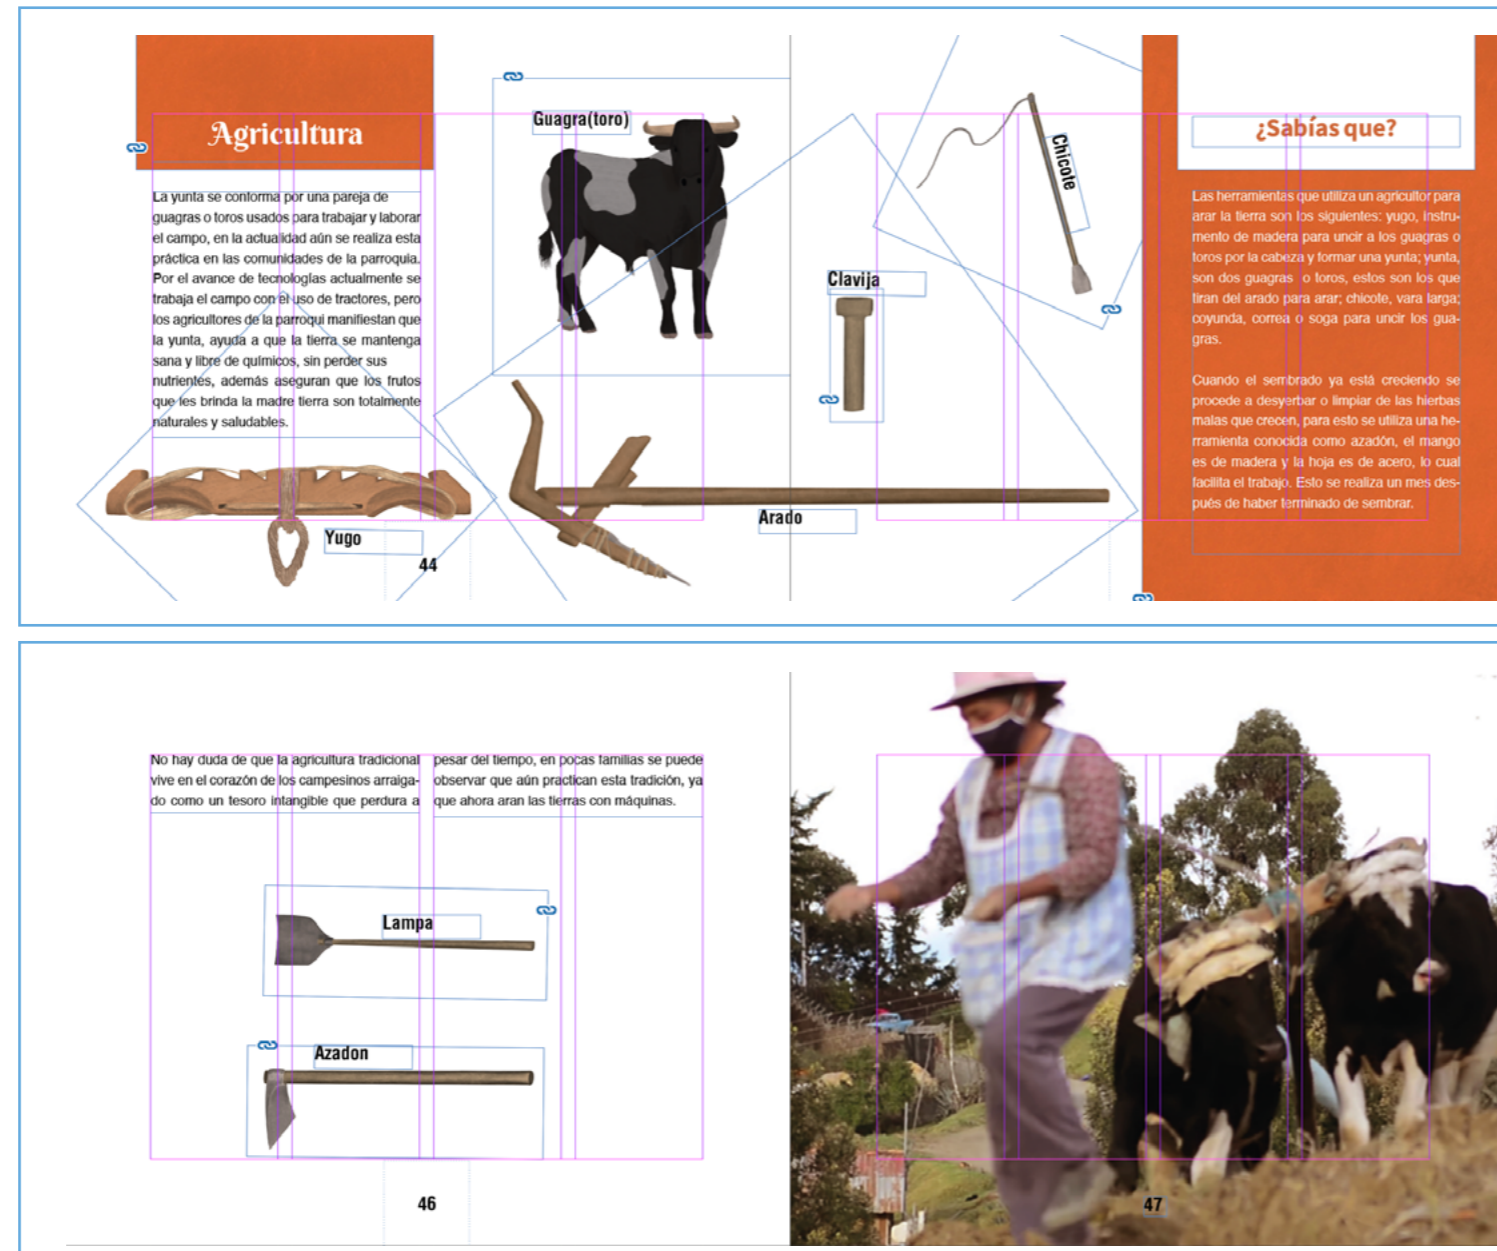 Agricultura
La yunta se conforma por una pareja de
guagras o toros usados para trabajar y laborar
el campo, en la actualidad aún se realiza esta
práctica en las comunidades de la parroquia.
Por el avance de tecnologías actualmente se
trabaja el campo con el uso de tractores, pero
los agricultores de la parroqui manifiestan que
la yunta, ayuda a que la tierra se mantenga
sana y libre de químicos, sin perder sus
nutrientes, además aseguran que los frutos
que les brinda la madre tierra son totalmente
naturales y saludables.
Yugo
44
Guagra(toro)
Arado
Clavija
Chicote
¿Sabías que?
Las herramientas que utiliza un agricultor para
arar la tierra son los siguientes: yugo, instru-
mento de madera para uncir a los guagras o
toros por la cabeza y formar una yunta; yunta,
son dos guagras o toros, estos son los que
tiran del arado para arar; chicote, vara larga;
coyunda, correa o soga para uncir los gua-
gras.
Cuando el sembrado ya está creciendo se
procede a desyerbar o limpiar de las hierbas
malas que crecen, para esto se utiliza una he-
rramienta conocida como azadón, el mango
es de madera y la hoja es de acero, lo cual
facilita el trabajo. Esto se realiza un mes des-
pués de haber terminado de sembrar.
No hay duda de que la agricultura tradicional
vive en el corazón de los campesinos arraiga-
do como un tesoro intangible que perdura a
pesar del tiempo, en pocas familias se puede
observar que aún practican esta tradición, ya
que ahora aran las tierras con máquinas.
Lampa
Azadon
46
47